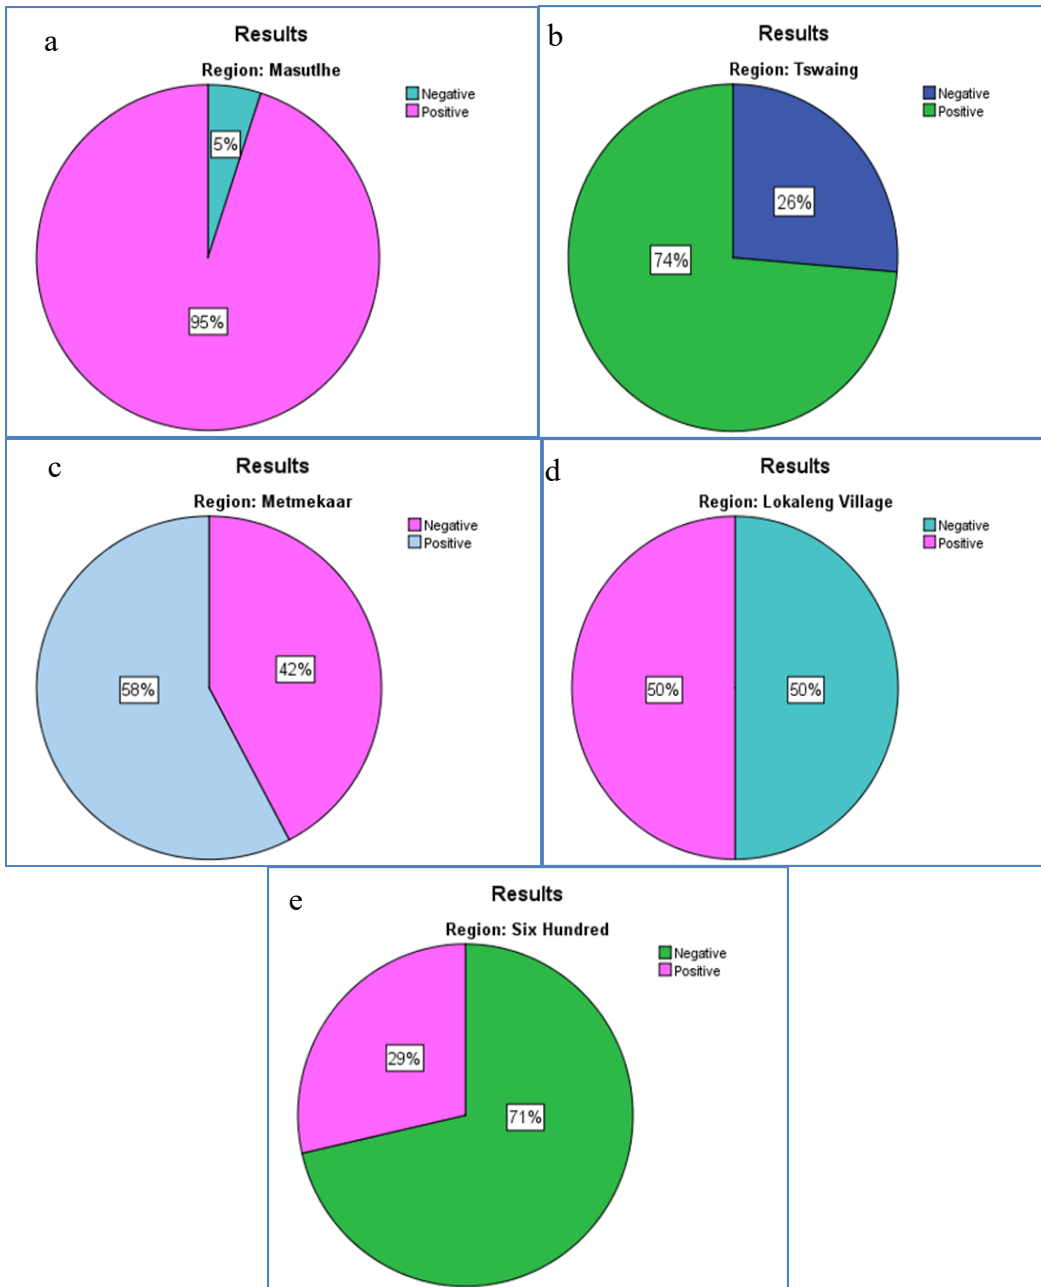 a
Results
Region: Masutlhe
Negative
Positive
5%
95%
b
Results
Region: Tswaing
Negative
Positive
26%
74%
c
Results
Region: Metmekaar
Negative
Positive
42%
58%
d
Results
Region: Lokaleng Village
Negative
Positive
50%
50%
e
Results
Region: Six Hundred
Negative
Positive
29%
71%